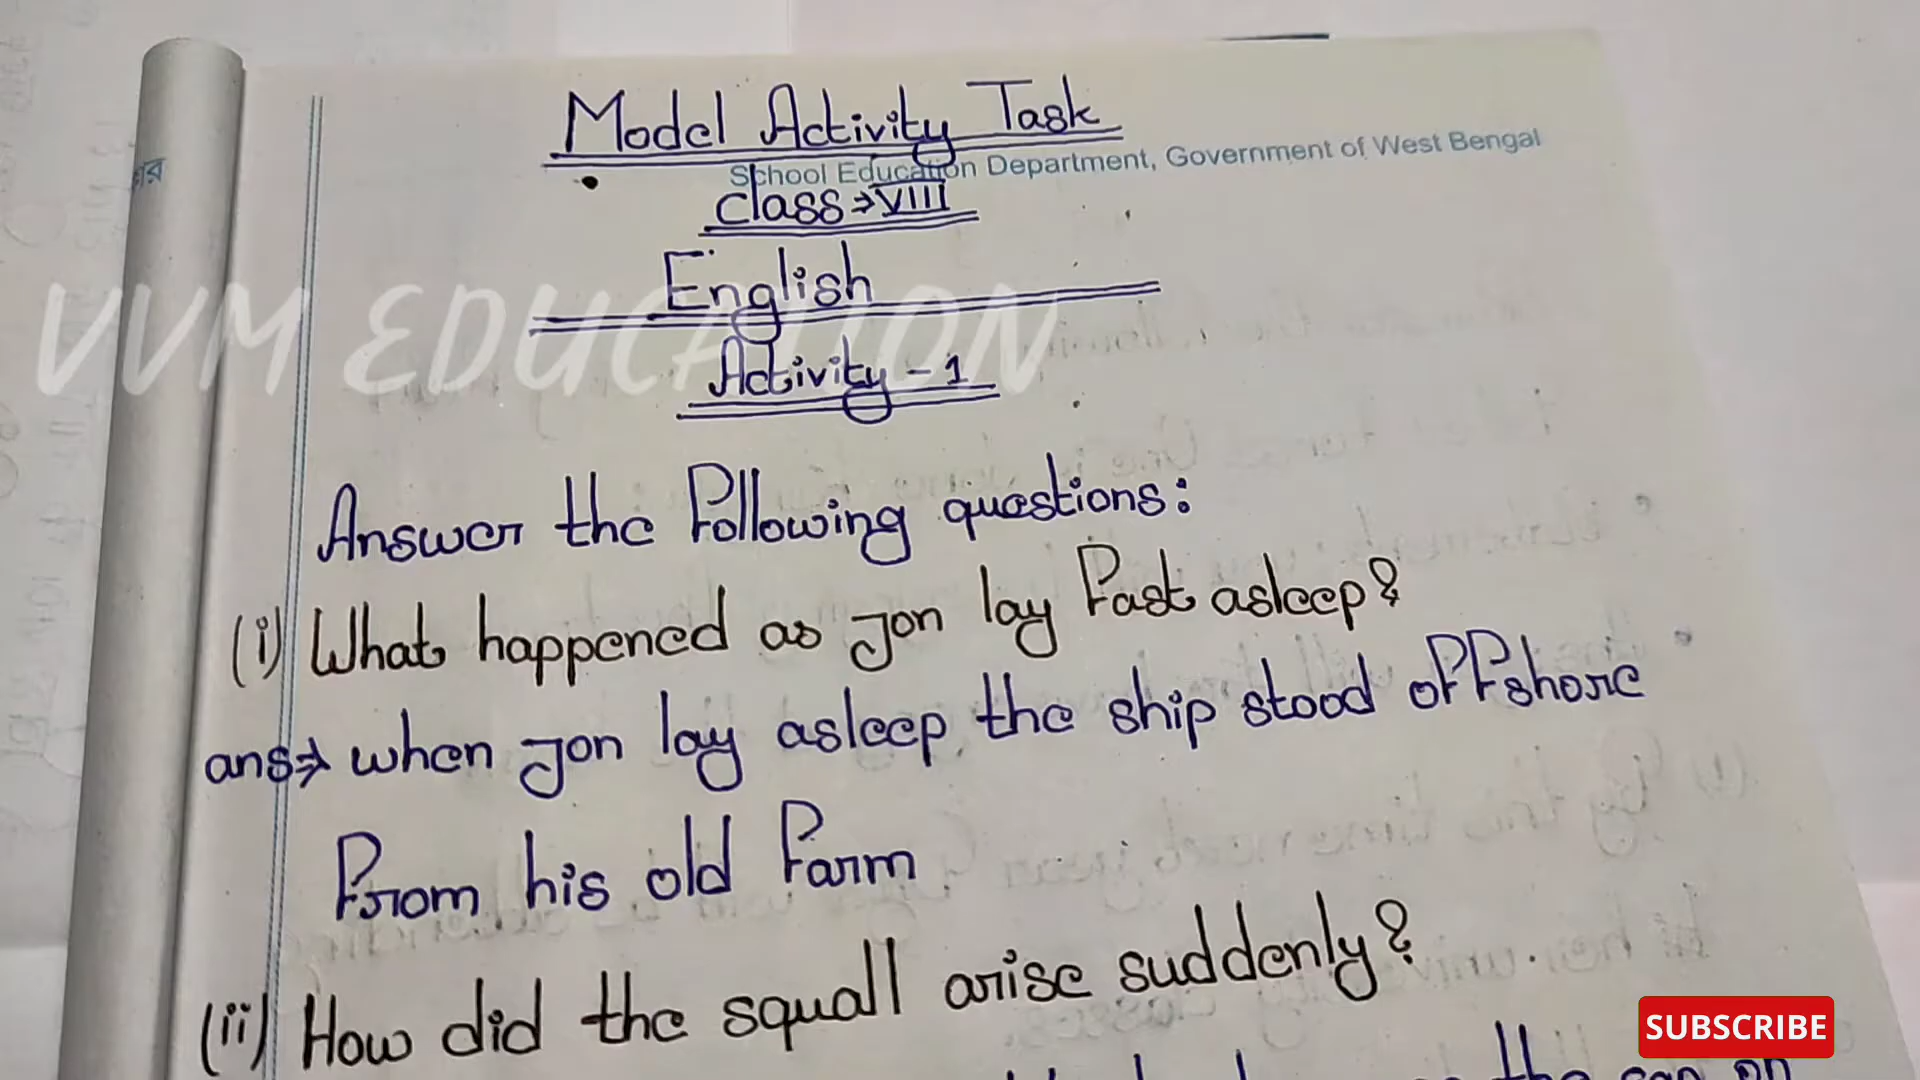 Model Activity Task
School Education Department, Government of West Bengal
class → VIII
English
VVM EDUCATION
Activity - 1
Answer the following questions:
(i) What happened as Jon lay fast asleep?
ans⇒ when Jon lay asleep, the ship stood offshore
from his old farm
(ii) How did the squall arise suddenly?
SUBSCRIBE